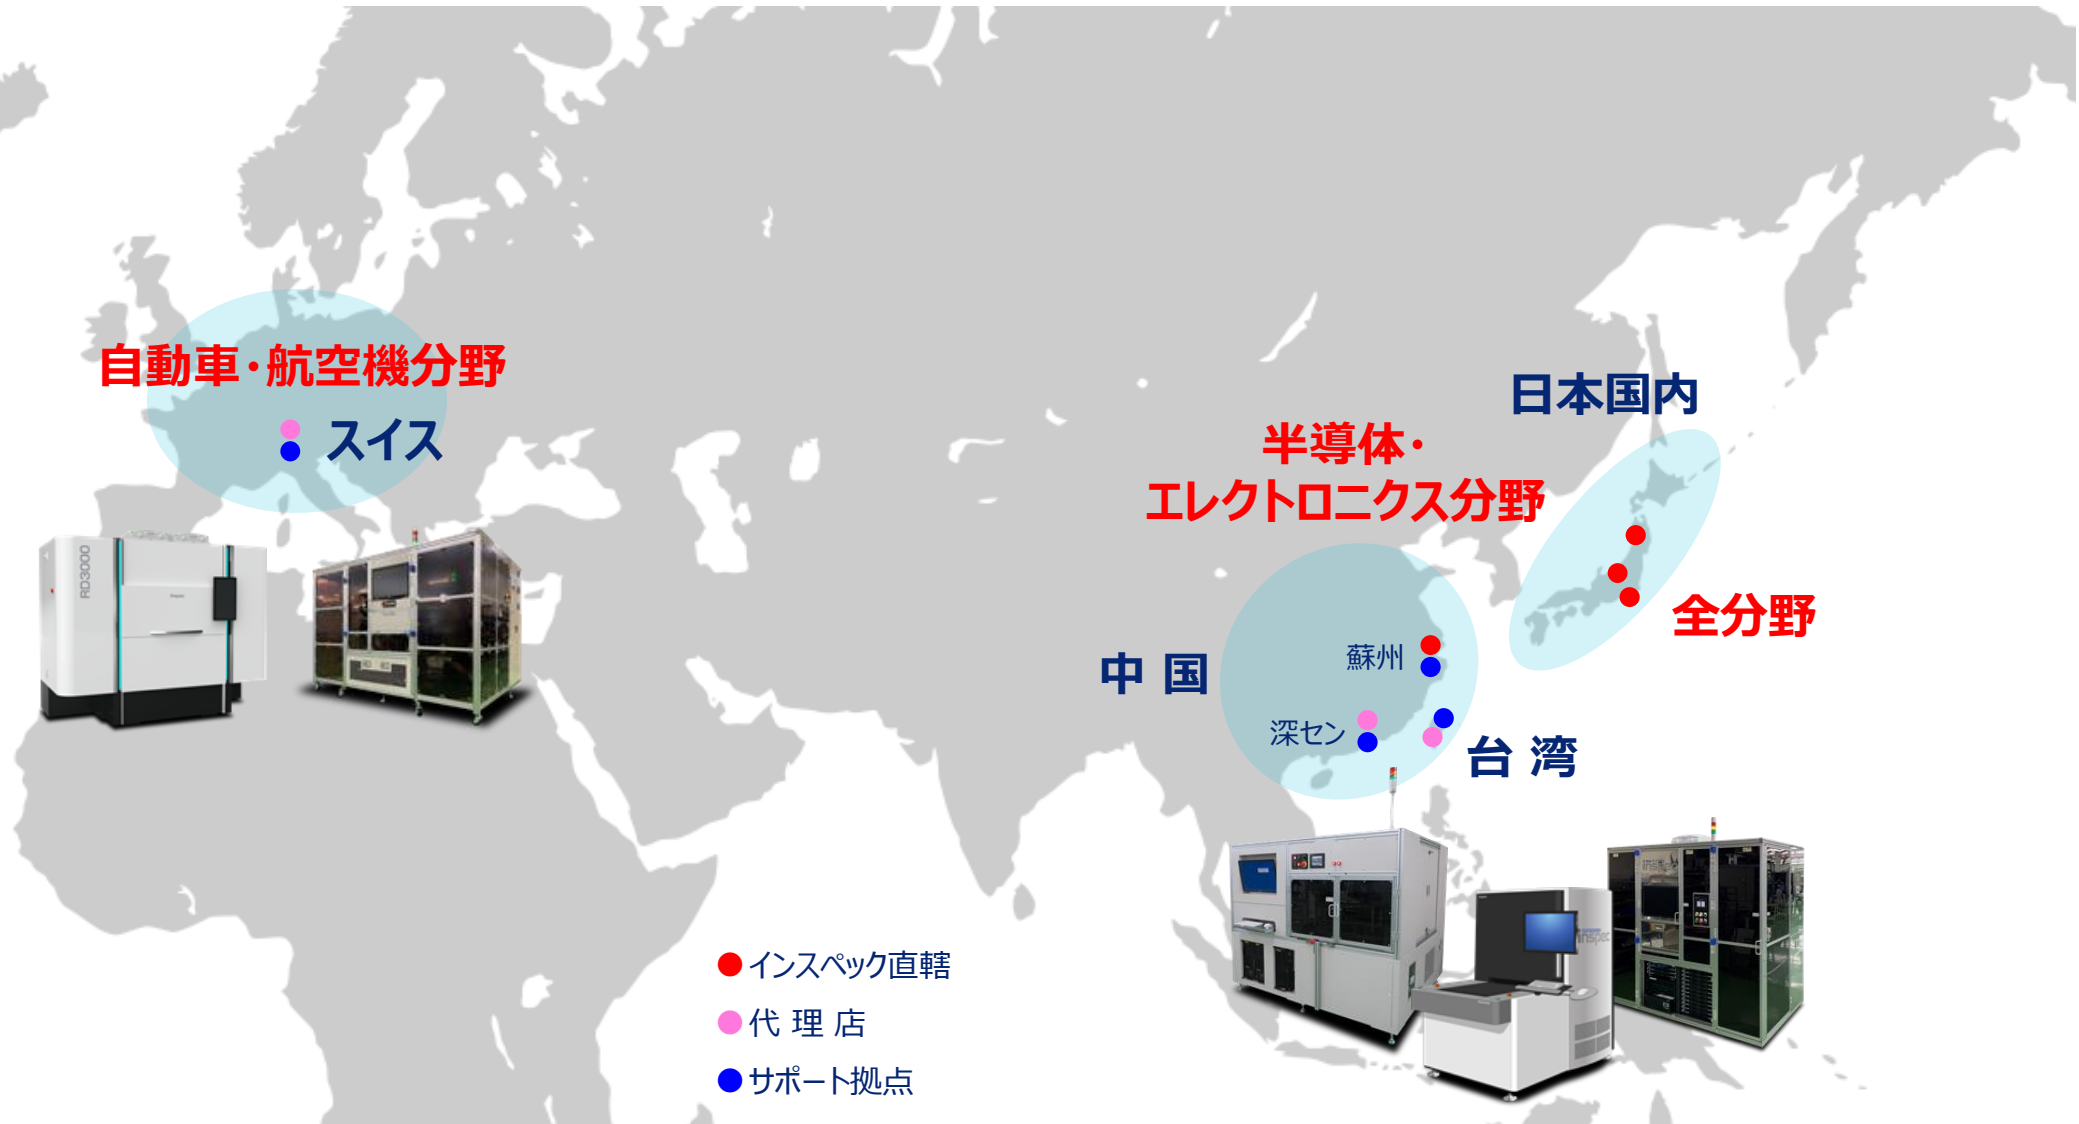 自動車・航空機分野
スイス
RD3000
日本国内
半導体・
エレクトロニクス分野
全分野
中 国
蘇州
深セン
台 湾
inspec
インスペック直轄
代 理 店
サポート拠点